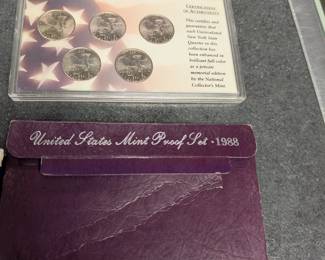 CERTIFICATE
OF AUTHENTICITY
This certifies and
guarantees that
each Uncirculated
New York State
Quarter in this
collection has
been enhanced in
brilliant full color
as a private
memorial edition
by the National
Collector's Mint.
United States Mint Proof Set · 1988